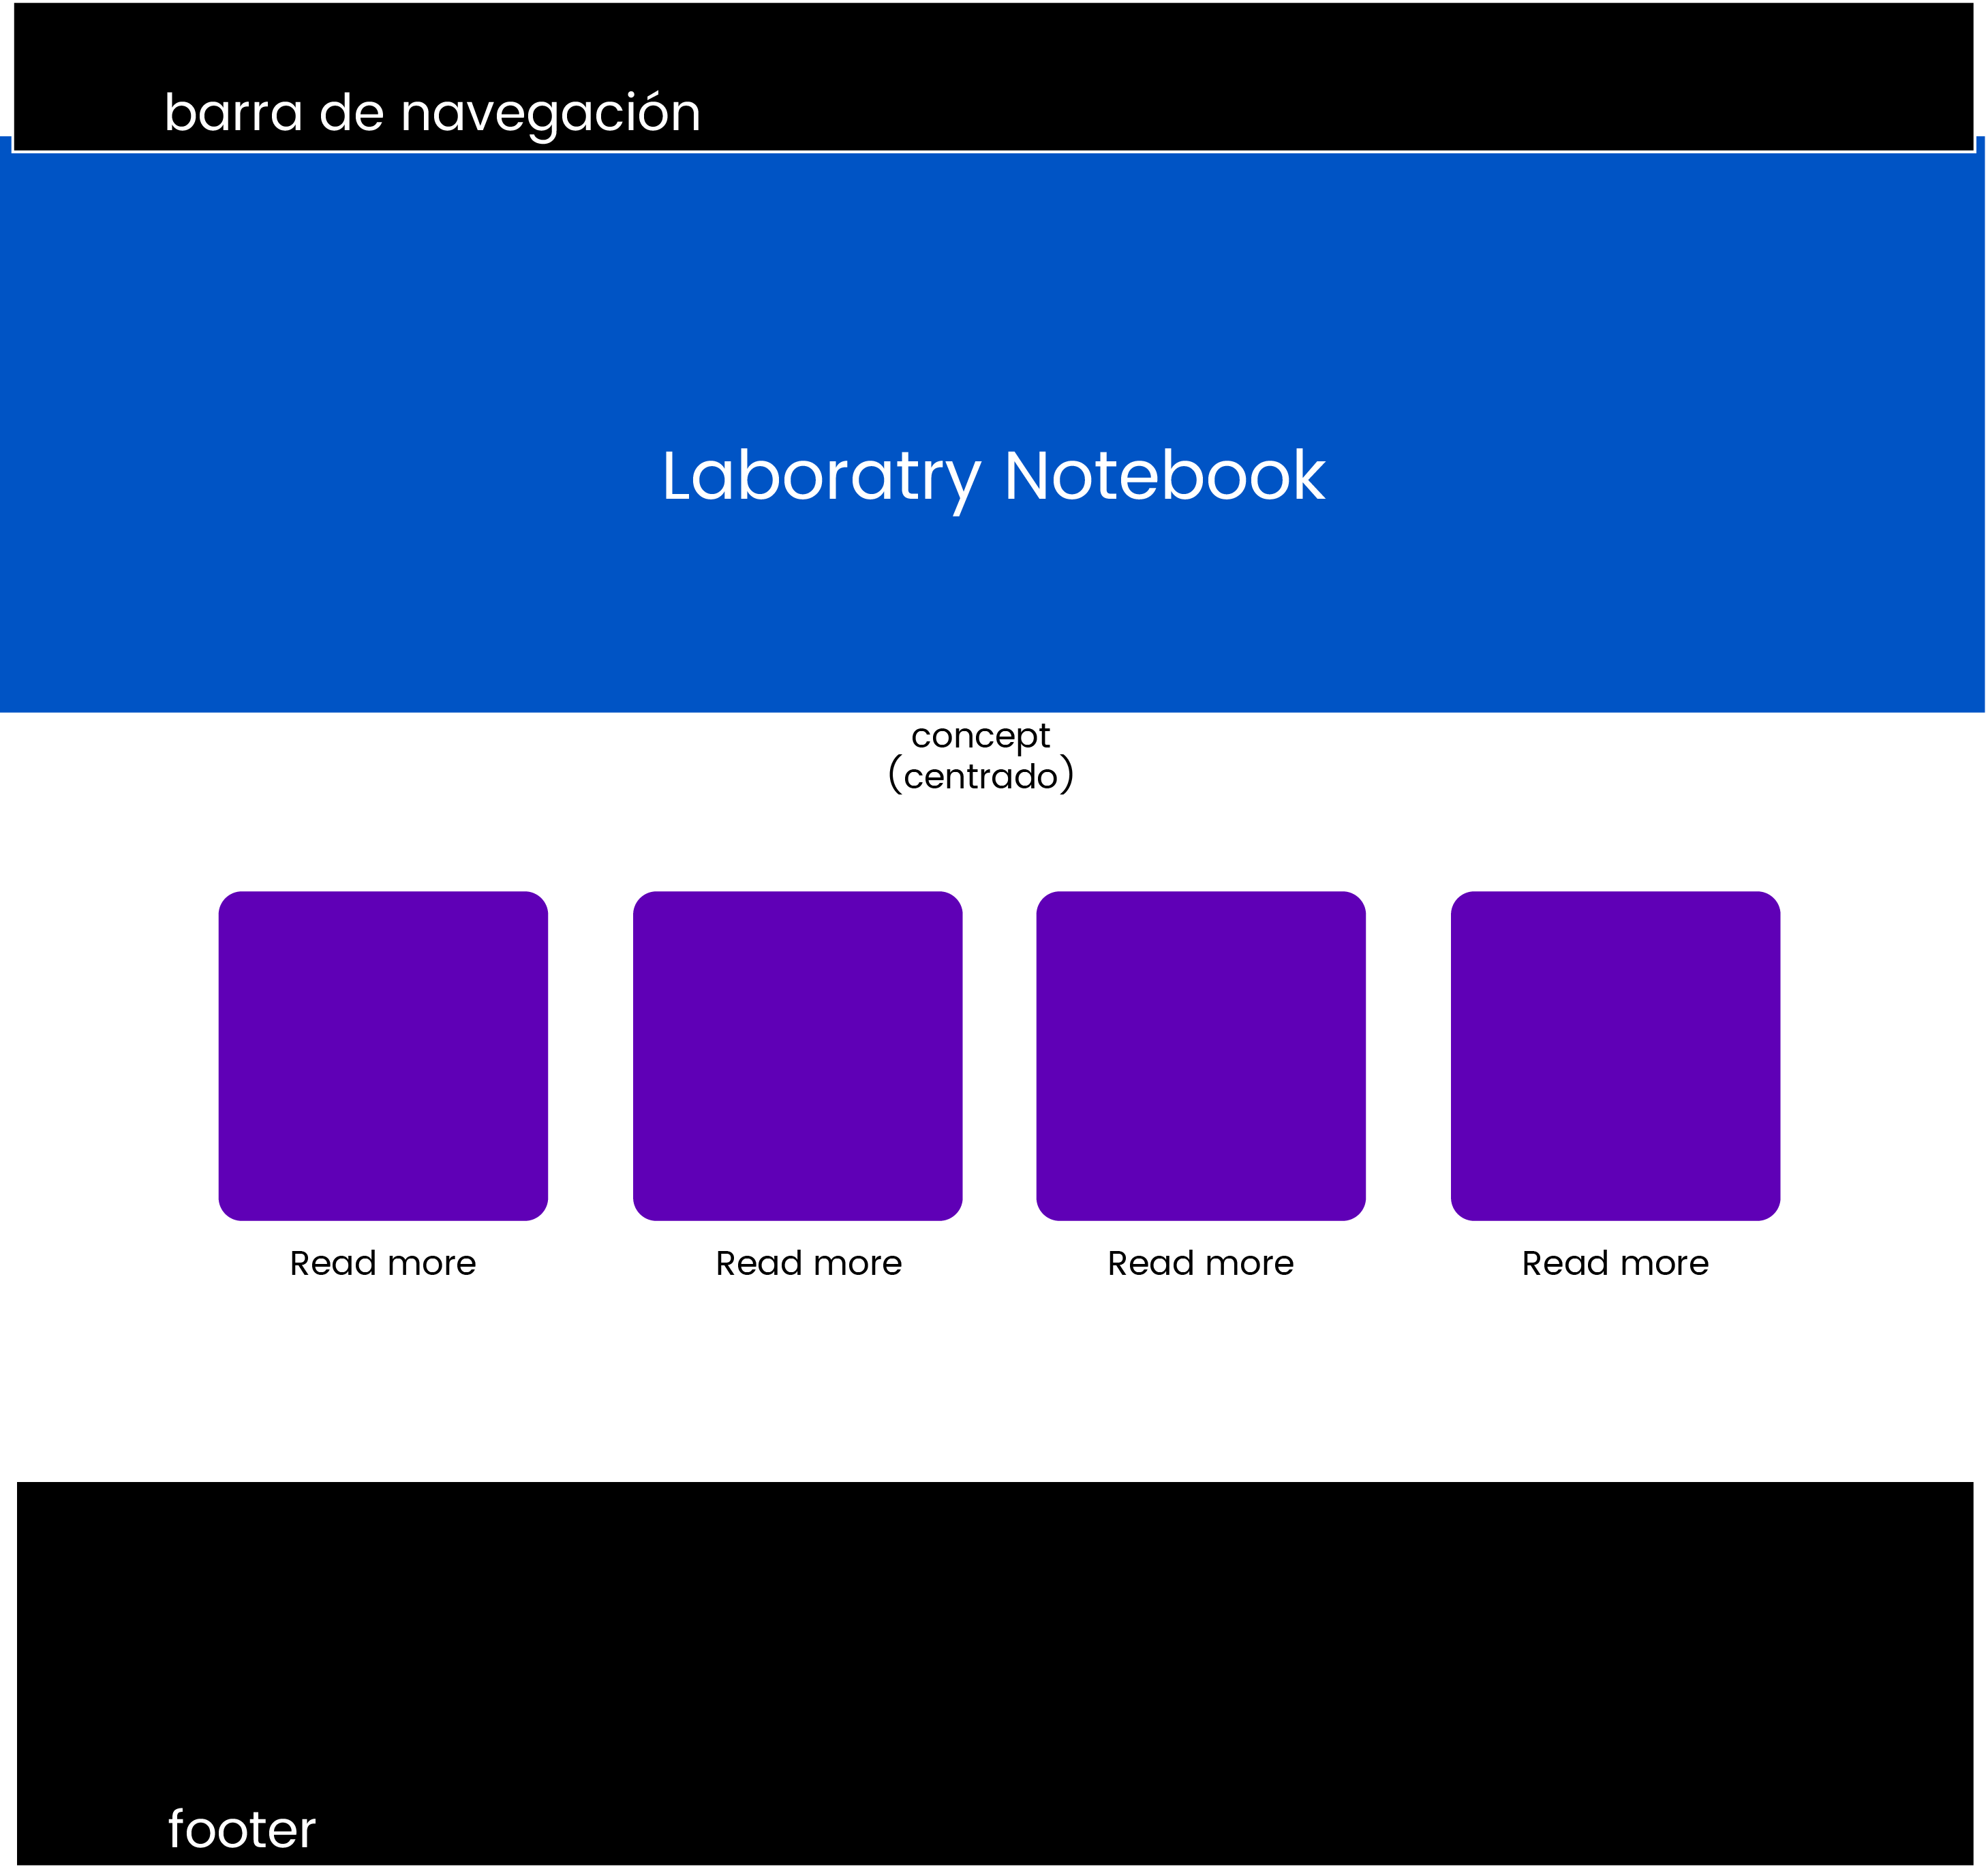 barra de navegación
Laboratry Notebook
concept
(centrado)
Read more
Read more
Read more
Read more
footer